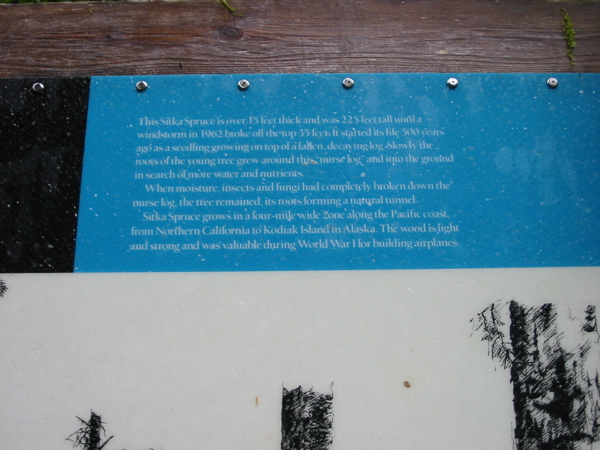 This Sitka Spruce is over 15 feet thick and was 225 feet tall until a
windstorm in 1962 broke off the top 35 feet. It started its life 500 years
ago as a seedling growing on top of a fallen, decaying log. Slowly the
roots of the young tree grew around this "nurse log" and into the ground
in search of more water and nutrients.
When moisture, insects and fungi had completely broken down the
nurse log, the tree remained, its roots forming a natural tunnel.
Sitka Spruce grows in a four-mile wide zone along the Pacific coast,
from Northern California to Kodiak Island in Alaska. The wood is light
and strong and was valuable during World War I for building airplanes.